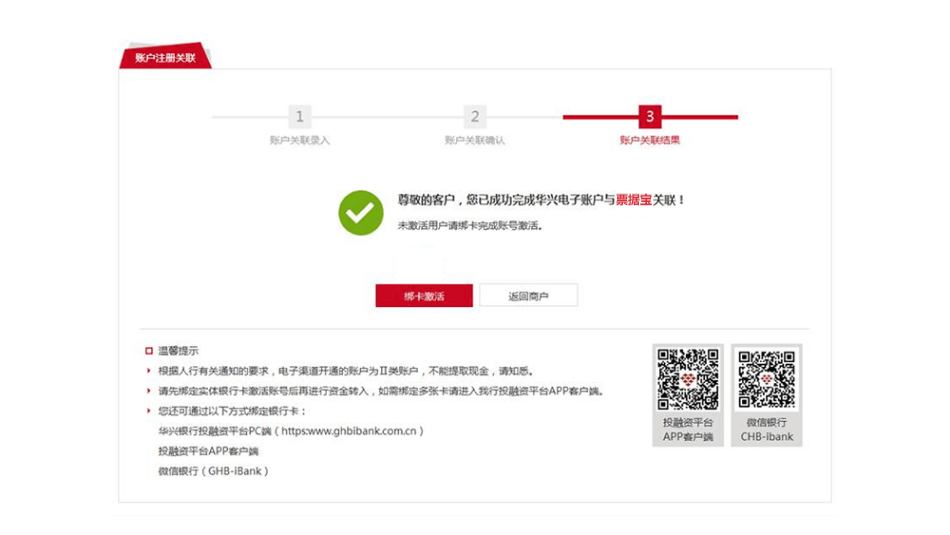 账户注册关联
1
2
3
账户关联录入
账户关联确认
账户关联结果
尊敬的客户，您已成功完成华兴电子账户与票据宝关联！
未激活用户请绑卡完成账号激活。
绑卡激活
返回商户
温馨提示
根据人行有关通知的要求，电子渠道开通的账户为Ⅱ类账户，不能提取现金，请知悉。
请先绑定实体银行卡激活账号后再进行资金转入，如需绑定多张卡请进入我行投融资平台APP客户端。
您还可通过以下方式绑定银行卡：
华兴银行投融资平台PC端（https:www.ghbibank.com.cn）
投融资平台APP客户端
微信银行（GHB-iBank）
投融资平台
APP客户端
微信银行
CHB-ibank